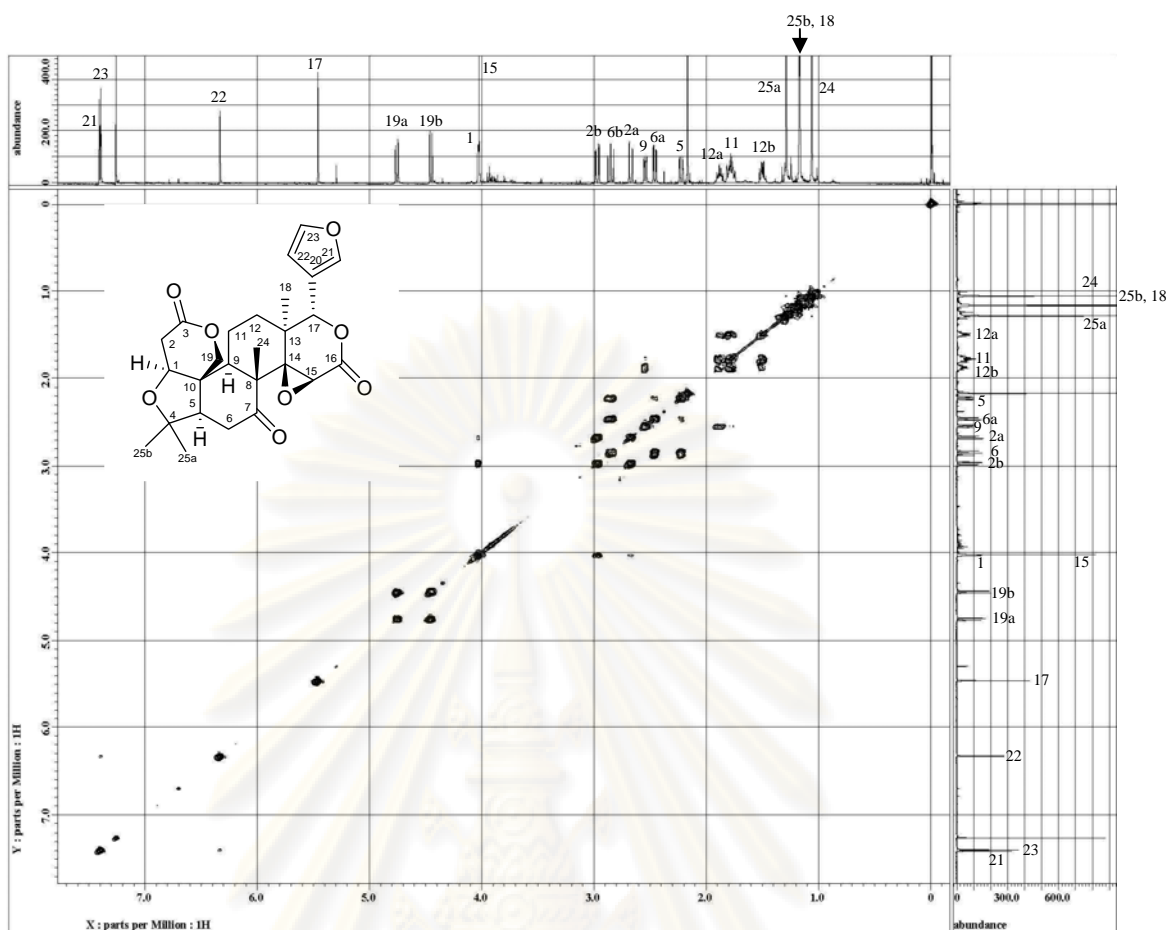 25b, 18
23
17
15
25a
24
22
21
19a
19b
1
2b
6b
2a
6a
9
5
12a
11
12b
abundance
0
200.0
400.0
23
O
22
21
20
O
18
3
O
12
17
2
11
13
O
24
19
9
14
16
H
1
15
10
H
8
O
O
O
5
7
4
6
O
H
25b
25a
0
1.0
2.0
3.0
4.0
5.0
6.0
7.0
Y : parts per Million : 1H
7.0
6.0
5.0
4.0
3.0
2.0
1.0
0
X : parts per Million : 1H
24
25b, 18
25a
12a
11
12b
5
6a
9
2a
6
2b
1
15
19b
19a
17
22
23
21
0
300.0
600.0
abundance